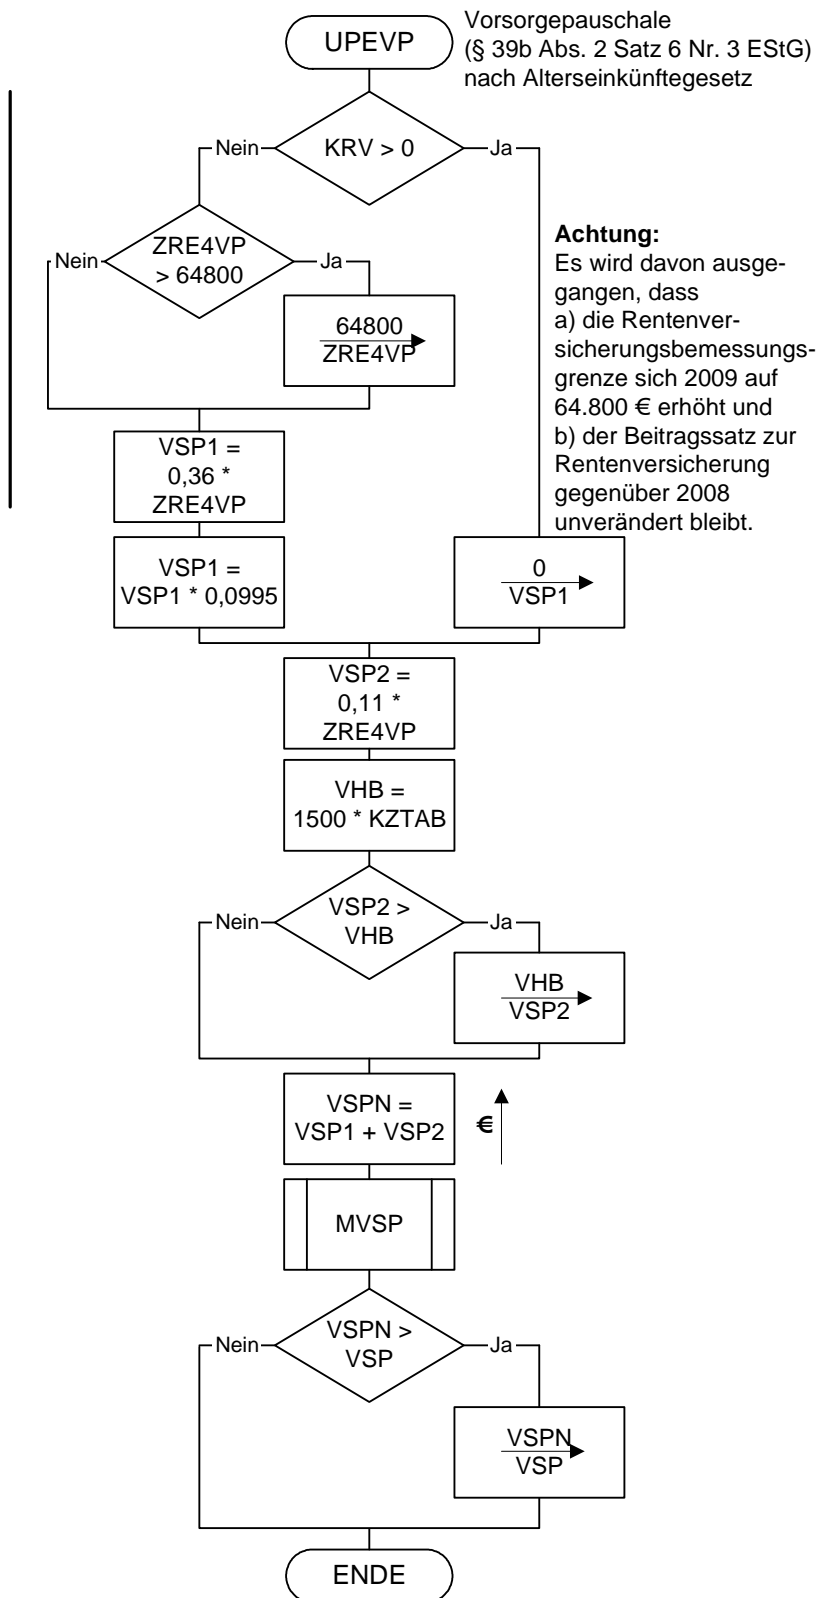 UPEVP
Vorsorgepauschale
(§ 39b Abs. 2 Satz 6 Nr. 3 EStG)
nach Alterseinkünftegesetz
Nein
KRV > 0
Ja
Nein
ZRE4VP
> 64800
Ja
64800
ZRE4VP
Achtung:
Es wird davon ausge-
gangen, dass
a) die Rentenver-
sicherungsbemessungs-
grenze sich 2009 auf
64.800 € erhöht und
b) der Beitragssatz zur
Rentenversicherung
gegenüber 2008
unverändert bleibt.
VSP1 =
0,36 *
ZRE4VP
VSP1 =
VSP1 * 0,0995
0
VSP1
VSP2 =
0,11 *
ZRE4VP
VHB =
1500 * KZTAB
Nein
VSP2 >
VHB
Ja
VHB
VSP2
VSPN =
VSP1 + VSP2
€
MVSP
Nein
VSPN >
VSP
Ja
VSPN
VSP
ENDE